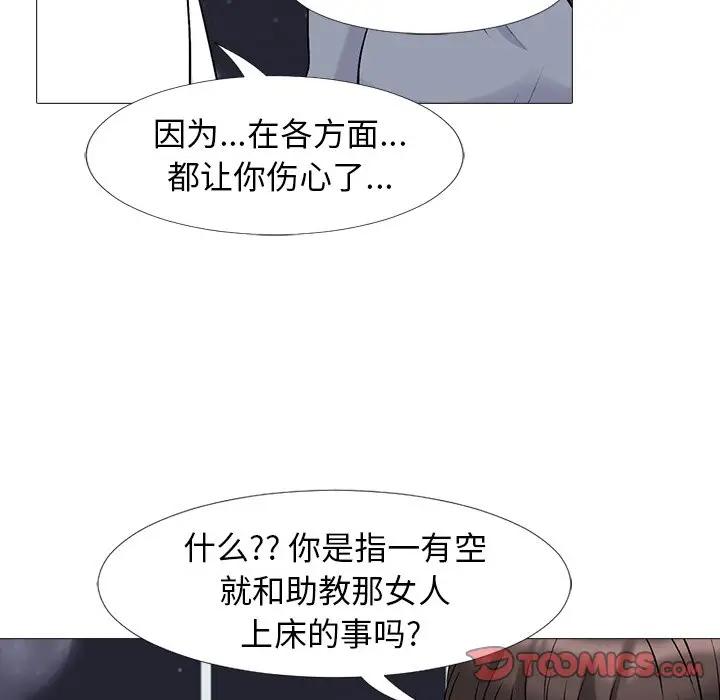 因为...在各方面...
都让你伤心了...
什么?? 你是指一有空
就和助教那女人
上床的事吗?
TOOMICS.com